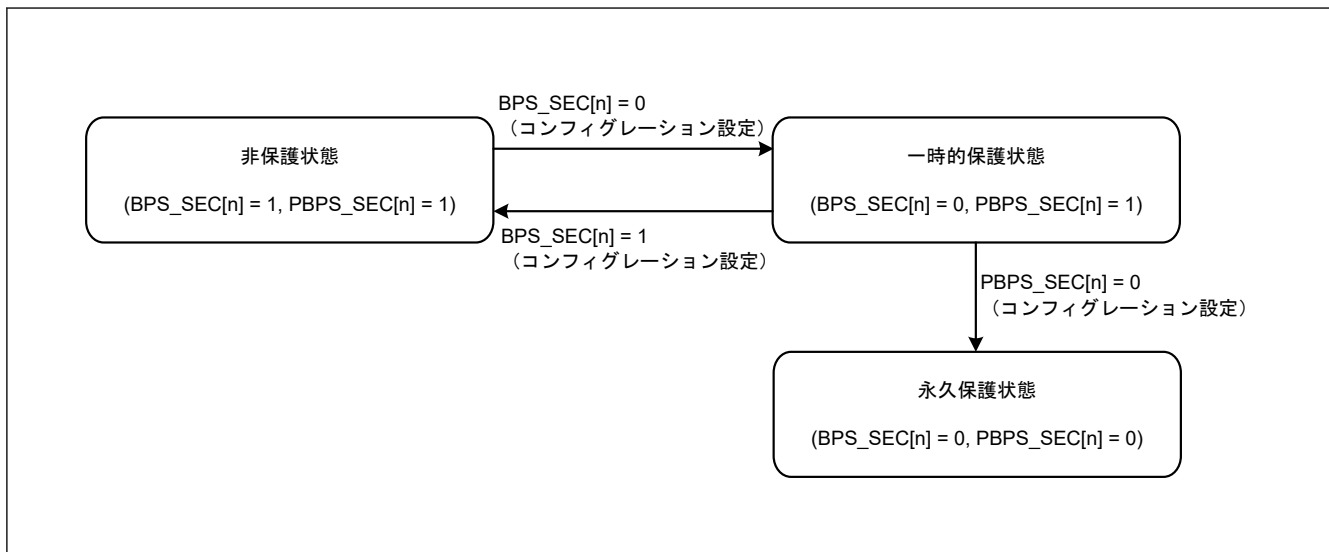 BPS_SEC[n] = 0
（コンフィグレーション設定）
非保護状態
(BPS_SEC[n] = 1, PBPS_SEC[n] = 1)
一時的保護状態
(BPS_SEC[n] = 0, PBPS_SEC[n] = 1)
BPS_SEC[n] = 1
（コンフィグレーション設定）
PBPS_SEC[n] = 0
（コンフィグレーション設定）
永久保護状態
(BPS_SEC[n] = 0, PBPS_SEC[n] = 0)